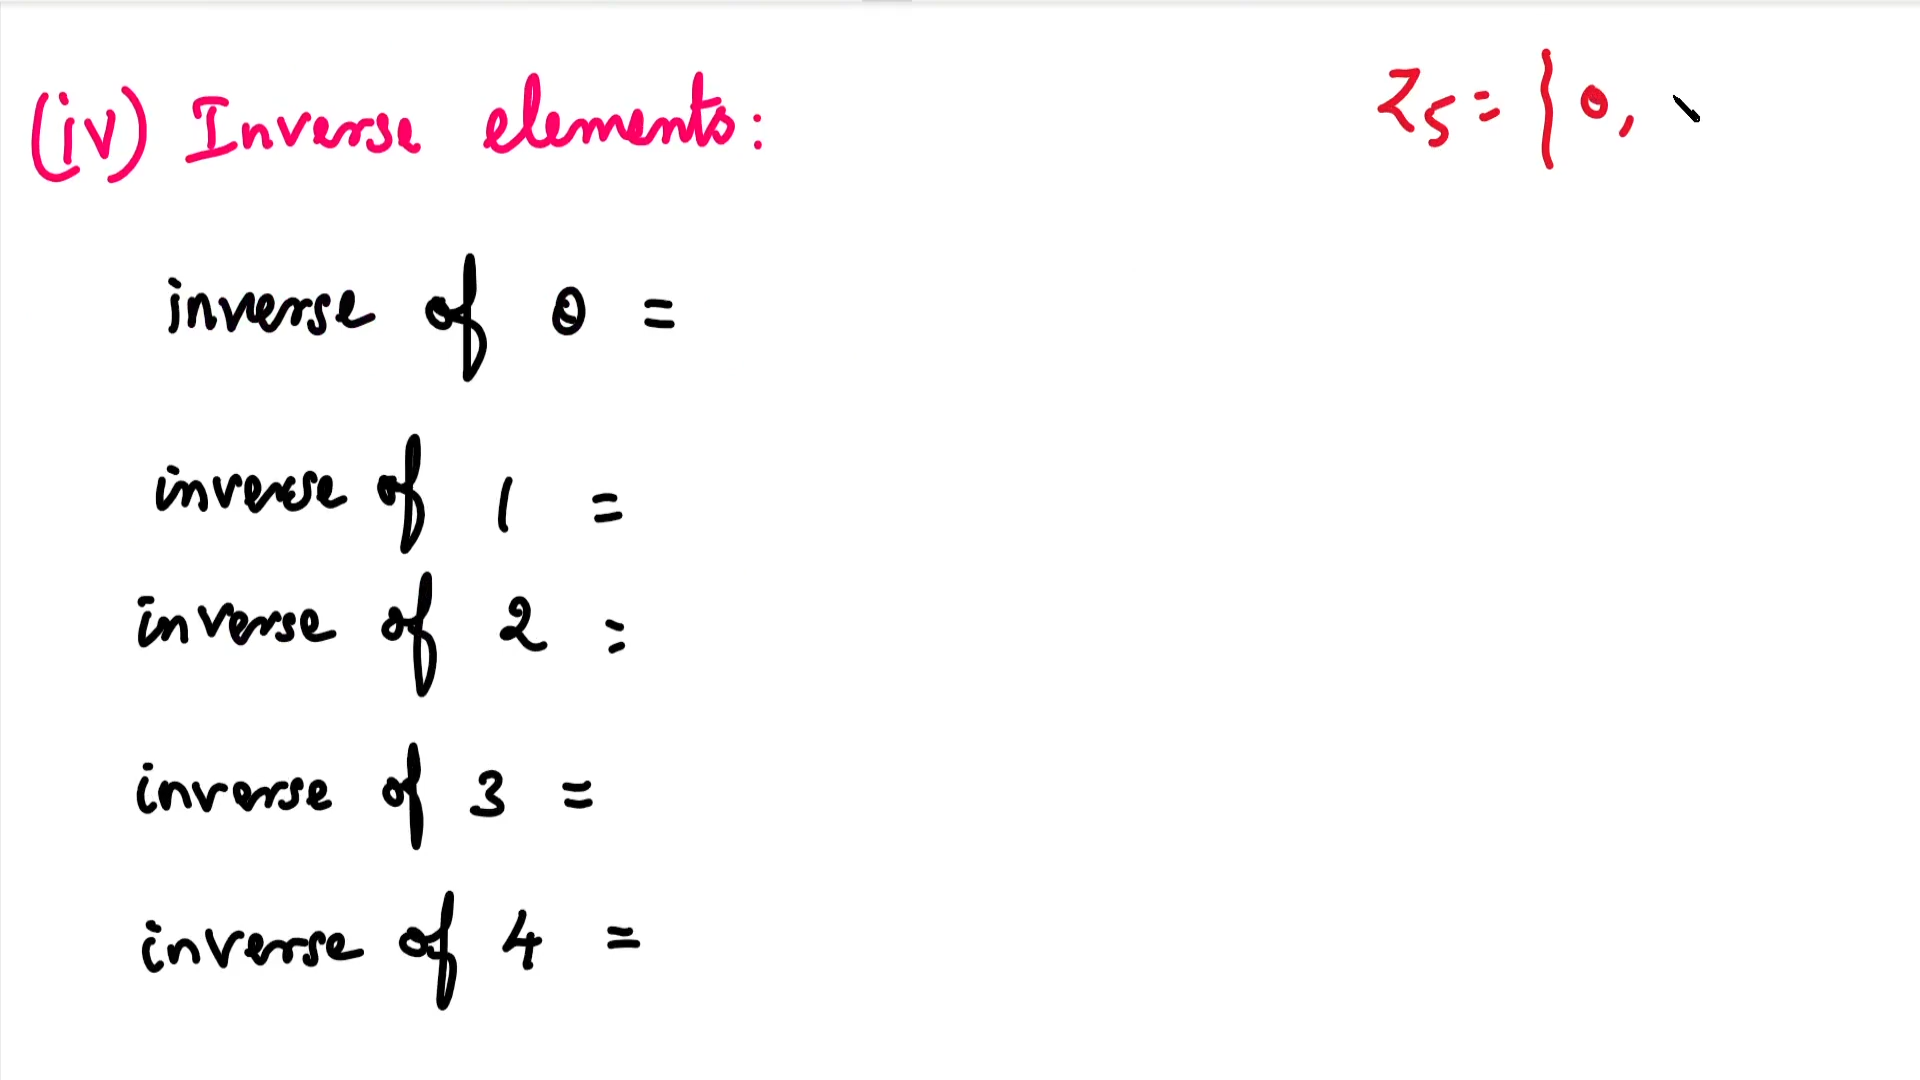 (iv) Inverse elements:
Z5 = { 0,
inverse of 0 =
inverse of 1 =
inverse of 2 =
inverse of 3 =
inverse of 4 =